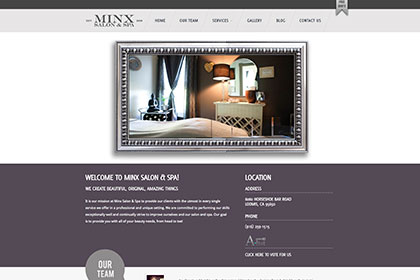 MINX
SALON & SPA
HOME
OUR TEAM
SERVICES
GALLERY
BLOG
CONTACT US
WELCOME TO MINX SALON & SPA!
WE CREATE BEAUTIFUL, ORIGINAL, AMAZING THINGS.
It is our mission at Minx Salon & Spa to provide our clients with the utmost in every single
service we offer in a professional and unique setting. We are committed to performing our skills
exceptionally well and continually strive to improve ourselves and our salon and spa. Our goal
is to provide you with all of your beauty needs, from head to toe!
LOCATION
ADDRESS
6061 HORSESHOE BAR ROAD
LOOMIS, CA 95650
PHONE
(916) 259-7575
CLICK HERE TO VOTE FOR US
OUR
TEAM